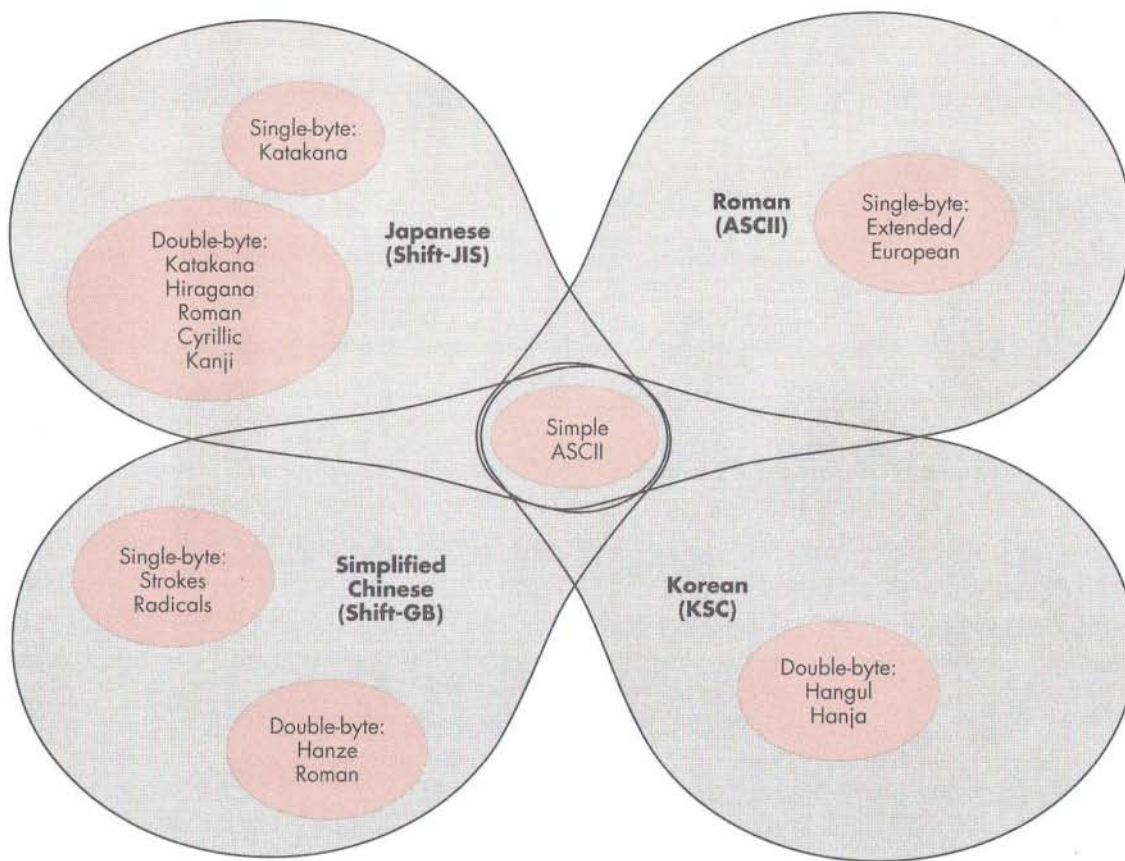 Single-byte:
Katakana
Double-byte:
Katakana
Hiragana
Roman
Cyrillic
Kanji
Japanese
(Shift-JIS)
Roman
(ASCII)
Single-byte:
Extended/
European
Simple
ASCII
Single-byte:
Strokes
Radicals
Simplified
Chinese
(Shift-GB)
Double-byte:
Hanze
Roman
Korean
(KSC)
Double-byte:
Hangul
Hanja